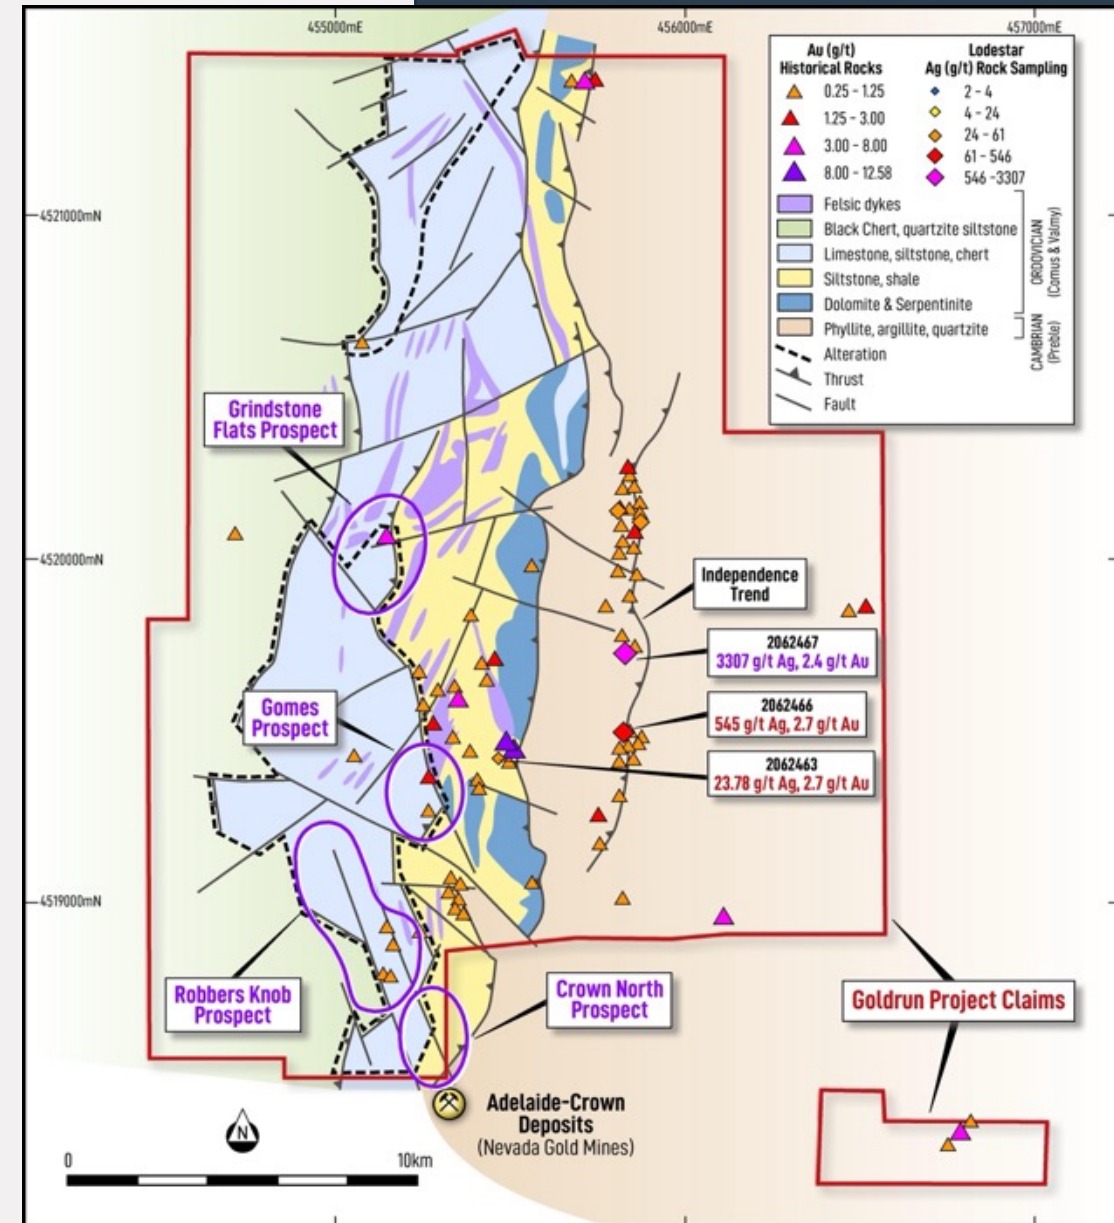 455000mE
456000mE
457000mE
Au (g/t)
Historical Rocks
0.25 - 1.25
1.25 - 3.00
3.00 - 8.00
8.00 - 12.58
Lodestar
Ag (g/t) Rock Sampling
2 - 4
4 - 24
24 - 61
61 - 546
546 -3307
Felsic dykes
Black Chert, quartzite siltstone
Limestone, siltstone, chert
Siltstone, shale
Dolomite & Serpentinite
Phyllite, argillite, quartzite
Alteration
Thrust
Fault
ORDOVICIAN
(Comus & Valmy)
CAMBRIAN
(Preble)
4521000mN
Grindstone
Flats Prospect
4520000mN
Independence
Trend
2062467
3307 g/t Ag, 2.4 g/t Au
2062466
545 g/t Ag, 2.7 g/t Au
2062463
23.78 g/t Ag, 2.7 g/t Au
Gomes
Prospect
4519000mN
Robbers Knob
Prospect
Crown North
Prospect
Goldrun Project Claims
Adelaide-Crown
Deposits
(Nevada Gold Mines)
N
0
10km